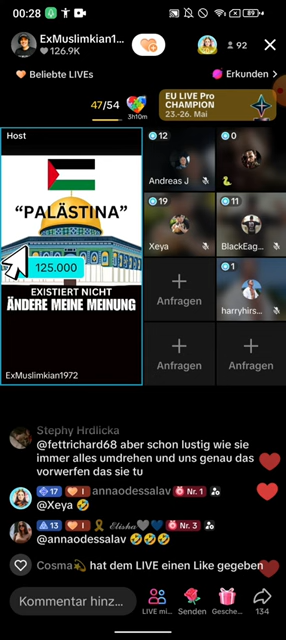 00:28
89
ExMuslimkian1...
126.9K
92
Beliebte LIVEs
Erkunden >
47/54
3h10m
EU LIVE Pro
CHAMPION
23.-26. Mai
Host
12
Andreas J
0
“PALÄSTINA”
125.000
EXISTIERT NICHT
ÄNDERE MEINE MEINUNG
ExMuslimkian1972
19
Xeya
11
BlackEag...
Anfragen
1
harryhirs...
Anfragen
Anfragen
Stephy Hrdlicka
@fettrichard68 aber schon lustig wie sie
immer alles umdrehen und uns genau das
vorwerfen das sie tu
17 I annaodessalav Nr. 1
@Xeya 🤣
13 I 🎗 Elisha Nr. 3
@annaodessalav 🤣🤣🤣
Cosma💫 hat dem LIVE einen Like gegeben
Kommentar hinz...
LIVE mi...
Senden
Gesche...
134